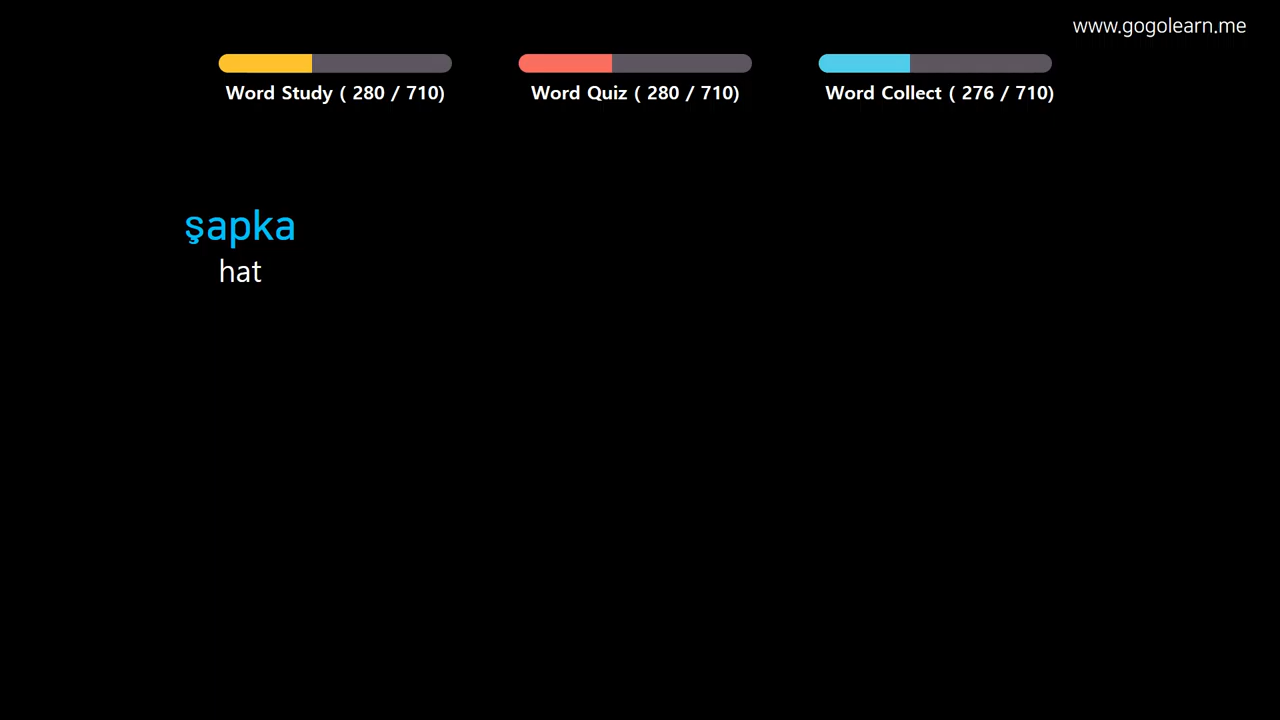 www.gogolearn.me
Word Study ( 280 / 710)
Word Quiz ( 280 / 710)
Word Collect ( 276 / 710)
şapka
hat